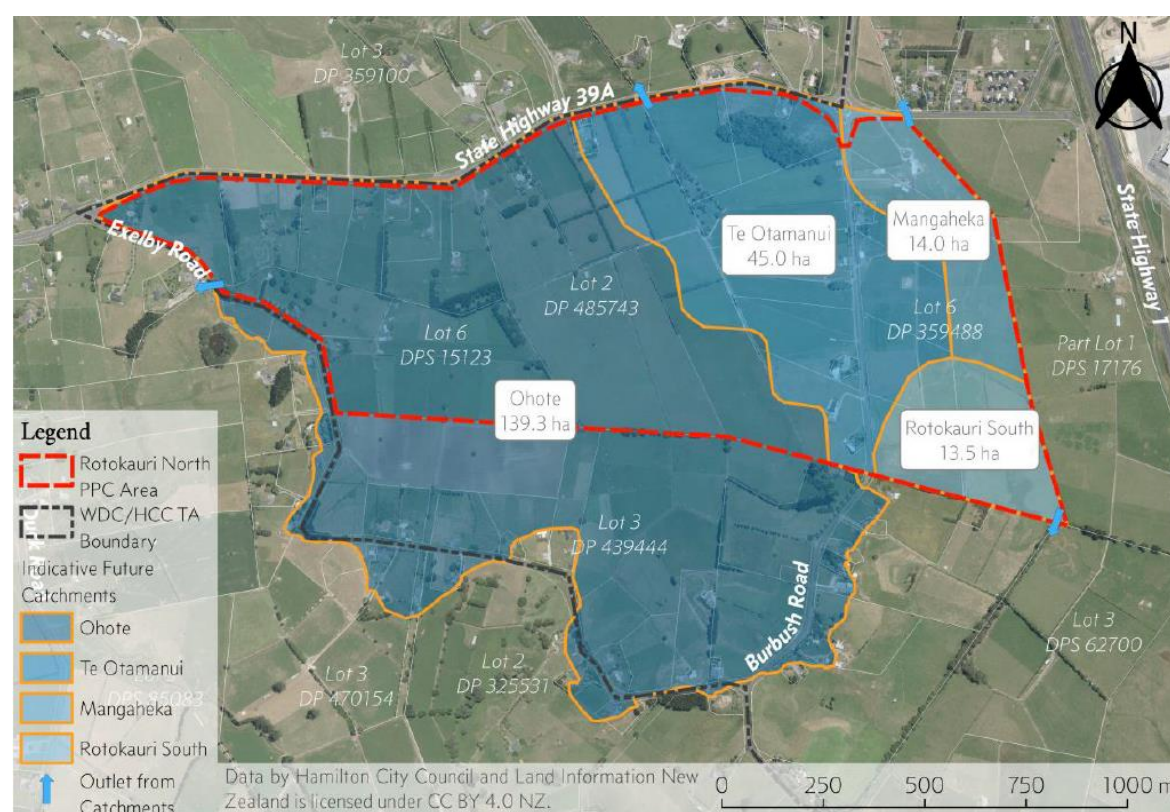 Lot 3
DP 359100
N
State Highway 39A
State Highway 1
Exelby Road
Te Otamanui
45.0 ha
Mangaheka
14.0 ha
Lot 2
DP 485743
Lot 6
DPS 15123
Lot 6
DP 359488
Part Lot 1
DPS 17176
Ohote
139.3 ha
Rotokauri South
13.5 ha
Lot 3
DP 439444
Burbush Road
Lot 3
DPS 62700
Lot 2
DP 325531
Lot 3
DP 470154
DPS 95083
Legend
Rotokauri North
PPC Area
WDC/HCC TA
Boundary
Indicative Future
Catchments
Ohote
Te Otamanui
Mangaheka
Rotokauri South
Outlet from
Catchments
Data by Hamilton City Council and Land Information New
Zealand is licensed under CC BY 4.0 NZ.
0 250 500 750 1000 m